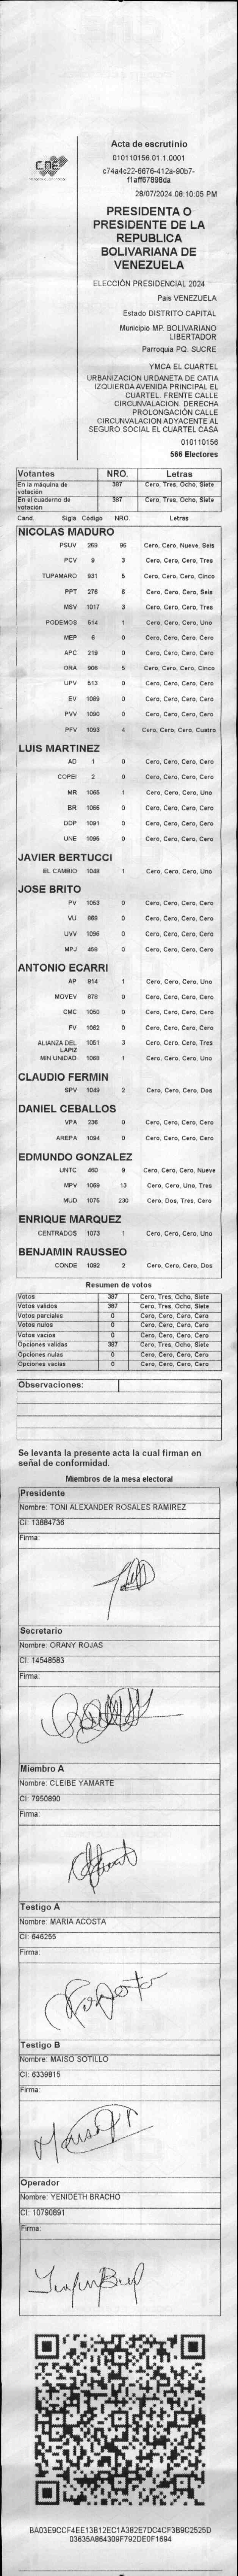 CNE
Acta de escrutinio
010110156.01.1.0001
c74a4c22-6676-412a-90b7-
f1aff67898da
28/07/2024 08:10:05 PM
PRESIDENTA O
PRESIDENTE DE LA
REPUBLICA
BOLIVARIANA DE
VENEZUELA
ELECCIÓN PRESIDENCIAL 2024
Pais VENEZUELA
Estado DISTRITO CAPITAL
Municipio MP. BOLIVARIANO
LIBERTADOR
Parroquia PQ. SUCRE
YMCA EL CUARTEL
URBANIZACION URDANETA DE CATIA
IZQUIERDA AVENIDA PRINCIPAL EL
CUARTEL. FRENTE CALLE
CIRCUNVALACION. DERECHA
PROLONGACIÓN CALLE
CIRCUNVALACION ADYACENTE AL
SEGURO SOCIAL EL CUARTEL CASA
010110156
566 Electores
Votantes NRO. Letras
En la máquina de votación 387 Cero, Tres, Ocho, Siete
En el cuaderno de votación 387 Cero, Tres, Ocho, Siete
Cand. Sigla Código NRO. Letras
NICOLAS MADURO
PSUV 269 96 Cero, Cero, Nueve, Seis
PCV 9 3 Cero, Cero, Cero, Tres
TUPAMARO 931 5 Cero, Cero, Cero, Cinco
PPT 276 6 Cero, Cero, Cero, Seis
MSV 1017 3 Cero, Cero, Cero, Tres
PODEMOS 514 1 Cero, Cero, Cero, Uno
MEP 6 0 Cero, Cero, Cero, Cero
APC 219 0 Cero, Cero, Cero, Cero
ORA 906 5 Cero, Cero, Cero, Cinco
UPV 513 0 Cero, Cero, Cero, Cero
EV 1089 0 Cero, Cero, Cero, Cero
PVV 1090 0 Cero, Cero, Cero, Cero
PFV 1093 4 Cero, Cero, Cero, Cuatro
LUIS MARTINEZ
AD 1 0 Cero, Cero, Cero, Cero
COPEI 2 0 Cero, Cero, Cero, Cero
MR 1065 1 Cero, Cero, Cero, Uno
BR 1066 0 Cero, Cero, Cero, Cero
DDP 1091 0 Cero, Cero, Cero, Cero
UNE 1095 0 Cero, Cero, Cero, Cero
JAVIER BERTUCCI
EL CAMBIO 1048 1 Cero, Cero, Cero, Uno
JOSE BRITO
PV 1053 0 Cero, Cero, Cero, Cero
VU 868 0 Cero, Cero, Cero, Cero
UVV 1096 0 Cero, Cero, Cero, Cero
MPJ 456 0 Cero, Cero, Cero, Cero
ANTONIO ECARRI
AP 914 1 Cero, Cero, Cero, Uno
MOVEV 878 0 Cero, Cero, Cero, Cero
CMC 1050 0 Cero, Cero, Cero, Cero
FV 1062 0 Cero, Cero, Cero, Cero
ALIANZA DEL LAPIZ 1051 3 Cero, Cero, Cero, Tres
MIN UNIDAD 1068 1 Cero, Cero, Cero, Uno
CLAUDIO FERMIN
SPV 1049 2 Cero, Cero, Cero, Dos
DANIEL CEBALLOS
VPA 236 0 Cero, Cero, Cero, Cero
AREPA 1094 0 Cero, Cero, Cero, Cero
EDMUNDO GONZALEZ
UNTC 460 9 Cero, Cero, Cero, Nueve
MPV 1069 13 Cero, Cero, Uno, Tres
MUD 1075 230 Cero, Dos, Tres, Cero
ENRIQUE MARQUEZ
CENTRADOS 1073 1 Cero, Cero, Cero, Uno
BENJAMIN RAUSSEO
CONDE 1092 2 Cero, Cero, Cero, Dos
Resumen de votos
Votos 387 Cero, Tres, Ocho, Siete
Votos validos 387 Cero, Tres, Ocho, Siete
Votos parciales 0 Cero, Cero, Cero, Cero
Votos nulos 0 Cero, Cero, Cero, Cero
Votos vacios 0 Cero, Cero, Cero, Cero
Opciones validas 387 Cero, Tres, Ocho, Siete
Opciones nulas 0 Cero, Cero, Cero, Cero
Opciones vacias 0 Cero, Cero, Cero, Cero
Observaciones:
Se levanta la presente acta la cual firman en
señal de conformidad.
Miembros de la mesa electoral
Presidente
Nombre: TONI ALEXANDER ROSALES RAMIREZ
CI: 13884736
Firma:
Secretario
Nombre: ORANY ROJAS
CI: 14548583
Firma:
Miembro A
Nombre: CLEIBE YAMARTE
CI: 7950890
Firma:
Testigo A
Nombre: MARIA ACOSTA
CI: 646255
Firma:
Testigo B
Nombre: MAISO SOTILLO
CI: 6339815
Firma:
Operador
Nombre: YENIDETH BRACHO
CI: 10790891
Firma:
BA03E9CCF4EE13B12EC1A382E7DC4CF3B9C2525D
03635A864309F792DE0F1694